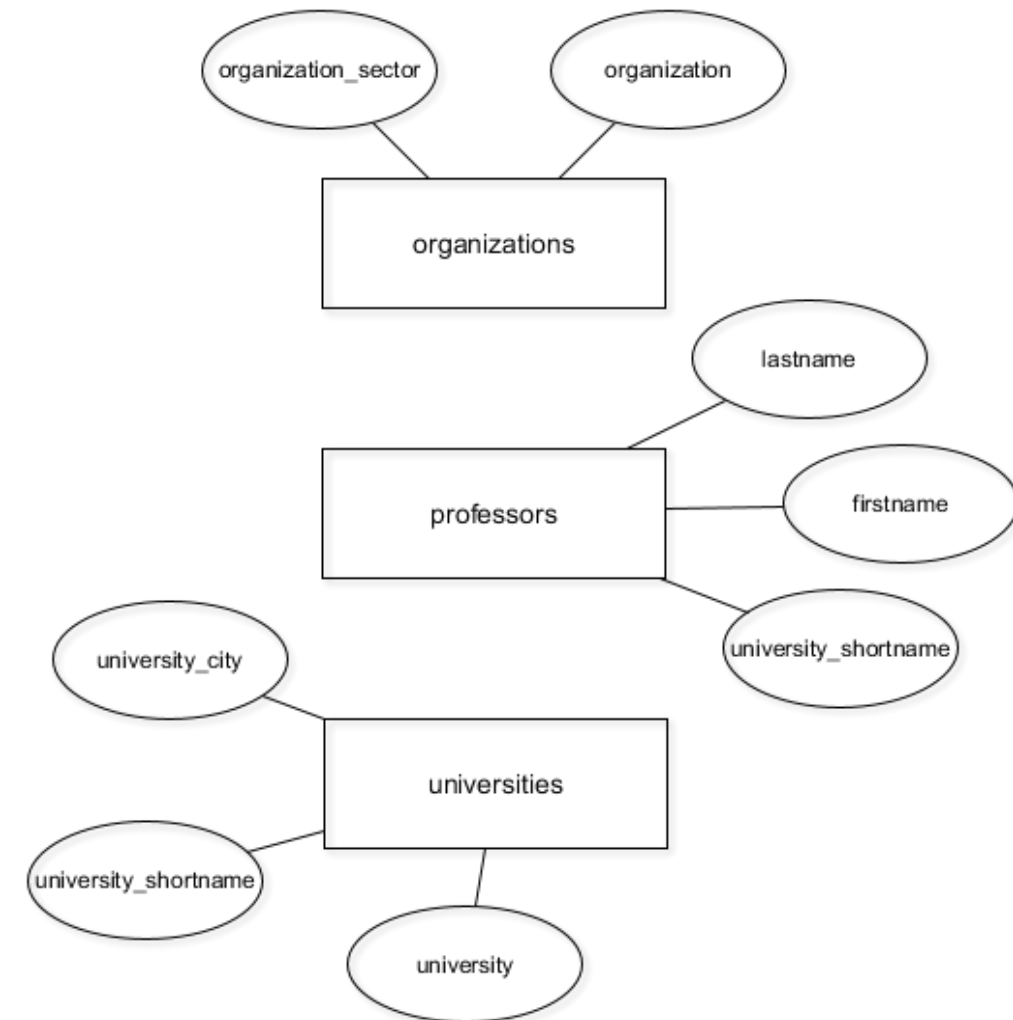 organization_sector
organization
organizations
lastname
professors
firstname
university_shortname
university_city
universities
university_shortname
university